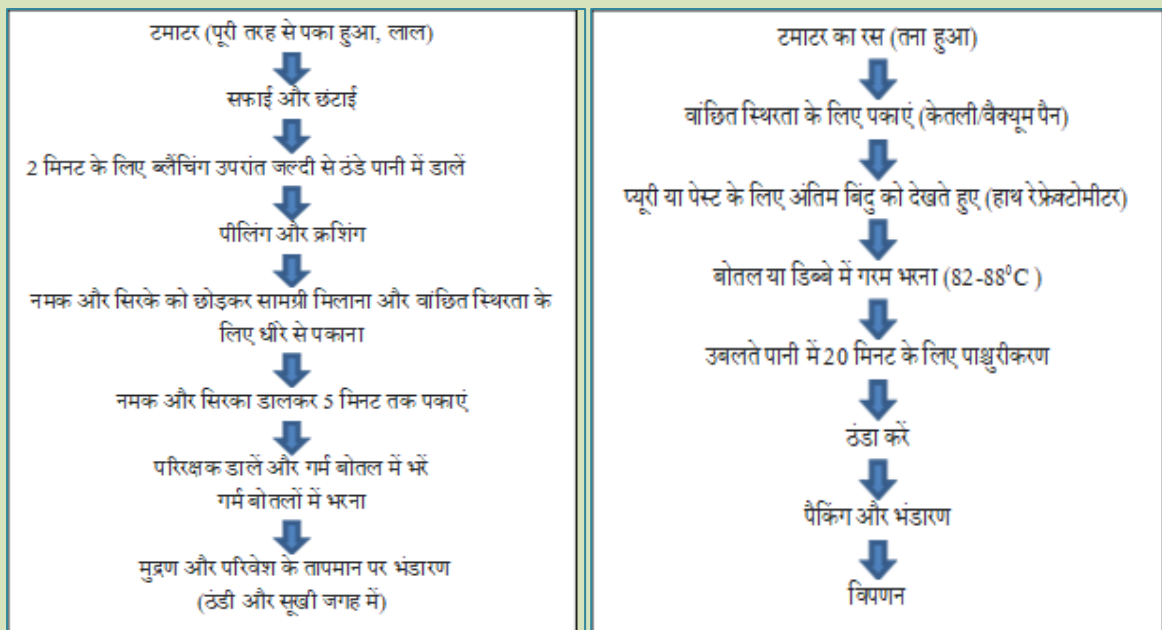 टमाटर (पूरी तरह से पका हुआ, लाल)
सफाई और छंटाई
2 मिनट के लिए ब्लैंचिंग उपरांत जल्दी से ठंडे पानी में डालें
पीलिंग और क्रशिंग
नमक और सिरके को छोड़कर सामग्री मिलाना और वांछित स्थिरता के
लिए धीरे से पकाना
नमक और सिरका डालकर 5 मिनट तक पकाएं
परिरक्षक डालें और गर्म बोतल में भरें
गर्म बोतलों में भरना
मुद्रण और परिवेश के तापमान पर भंडारण
(ठंडी और सूखी जगह में)
टमाटर का रस (तना हुआ)
वांछित स्थिरता के लिए पकाएं (केतली/वैक्यूम पैन)
प्यूरी या पेस्ट के लिए अंतिम बिंदु को देखते हुए (हाथ रेफ्रेक्टोमीटर)
बोतल या डिब्बे में गरम भरना (82-88⁰C )
उबलते पानी में 20 मिनट के लिए पाश्चुरीकरण
ठंडा करें
पैकिंग और भंडारण
विपणन